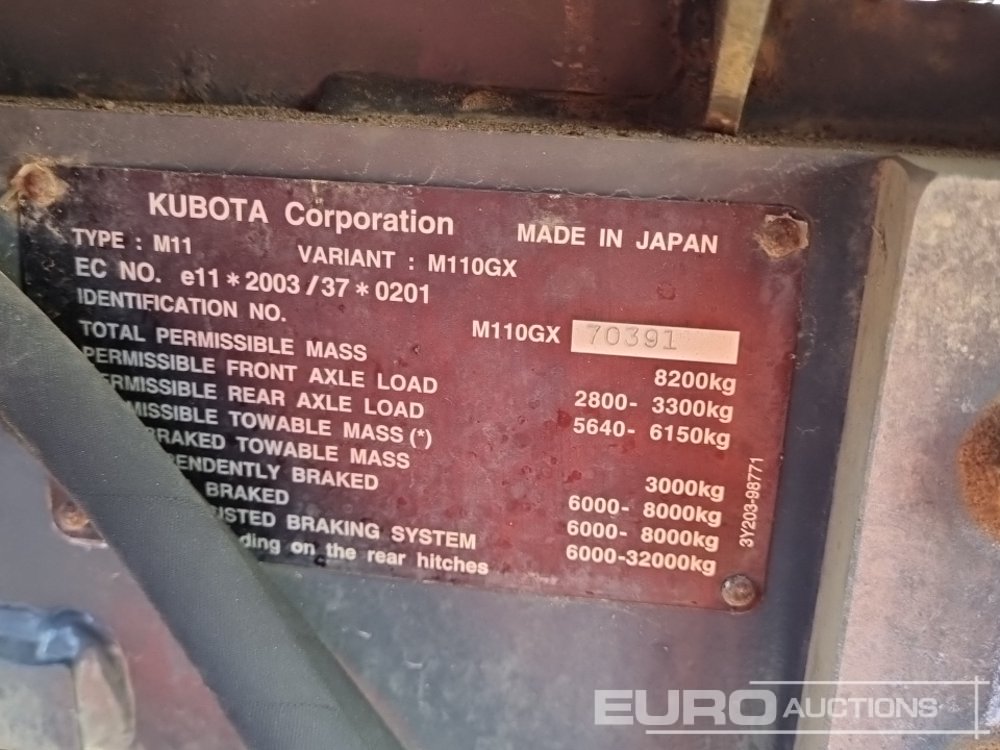 KUBOTA Corporation MADE IN JAPAN
TYPE : M11 VARIANT : M110GX
EC NO. e11*2003/37*0201
IDENTIFICATION NO. M110GX 70391
TOTAL PERMISSIBLE MASS 8200kg
PERMISSIBLE FRONT AXLE LOAD 2800- 3300kg
ERMISSIBLE REAR AXLE LOAD 5640- 6150kg
MISSIBLE TOWABLE MASS(*)
RAKED TOWABLE MASS 3000kg
ENDENTLY BRAKED 6000- 8000kg
BRAKED 6000- 8000kg
ISTED BRAKING SYSTEM 6000-32000kg
ding on the rear hitches
3Y203-98771
EURO AUCTIONS